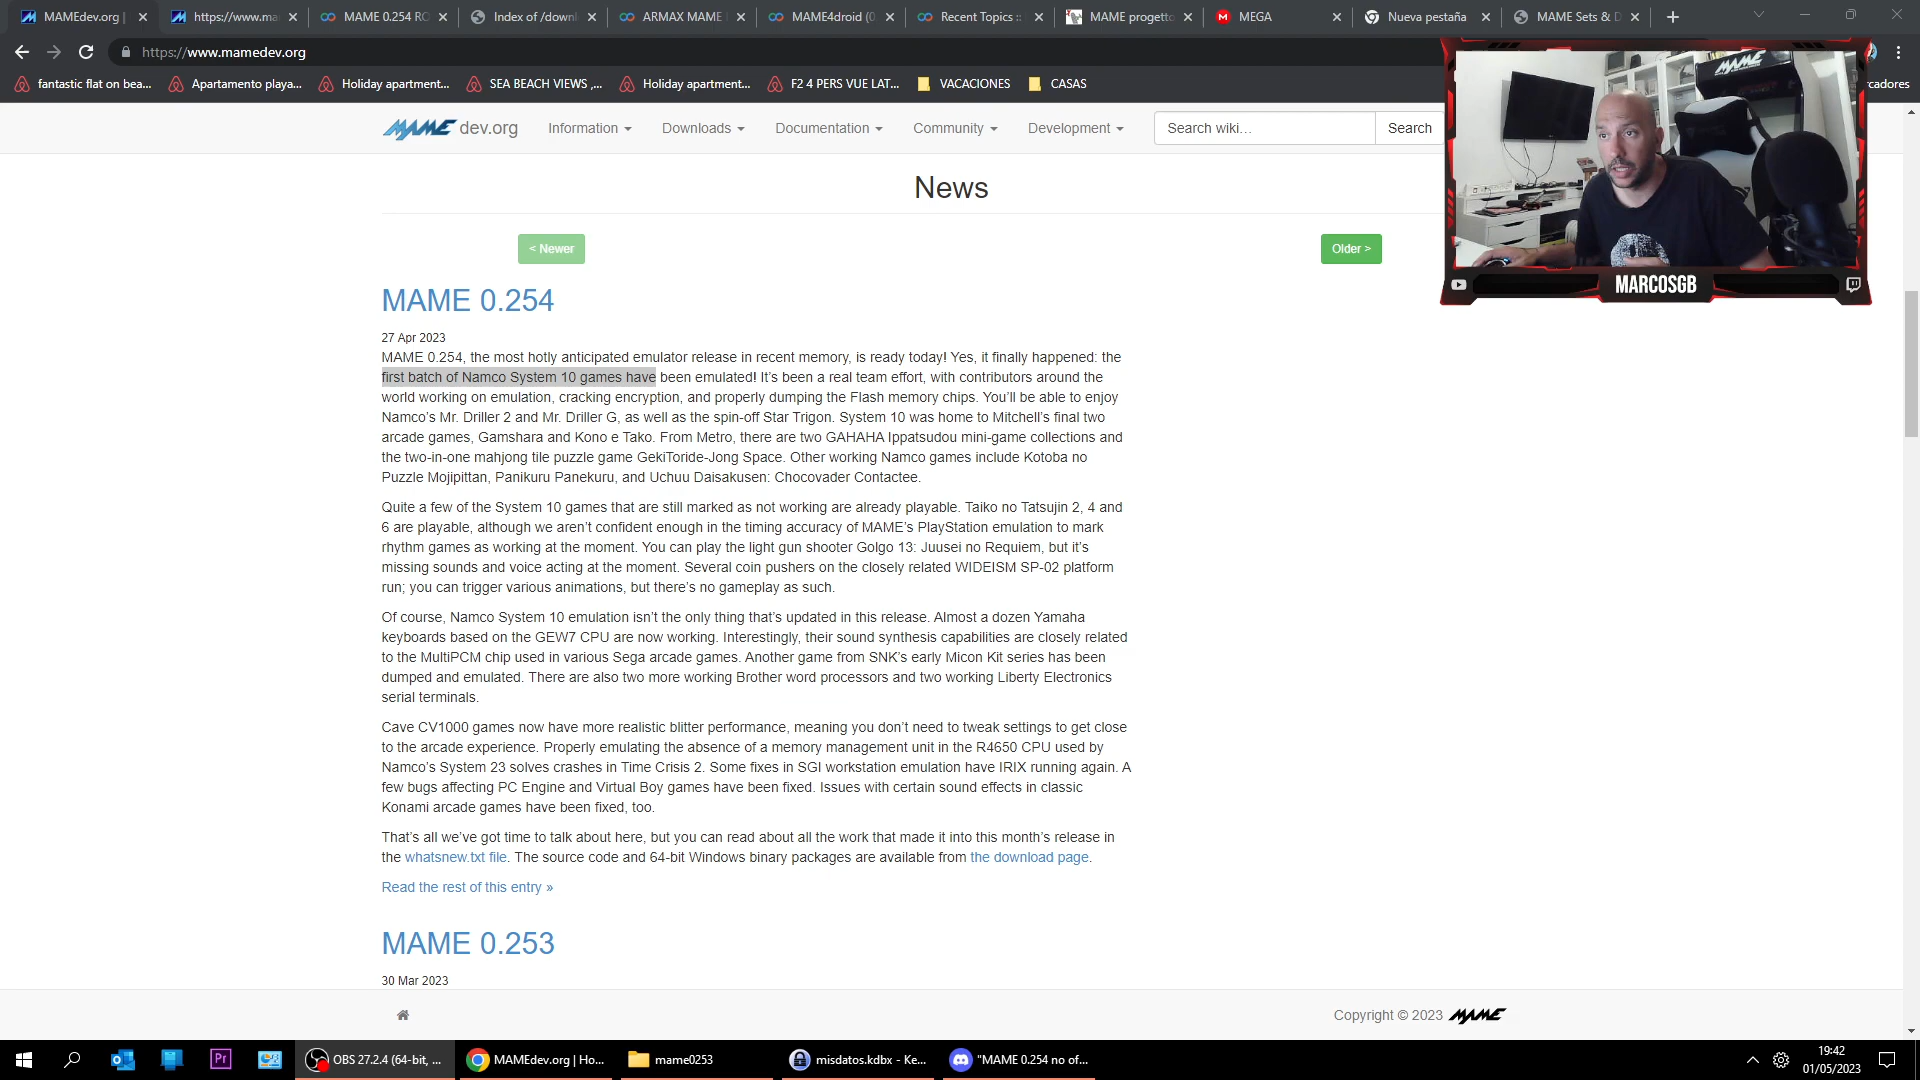 MAMEdev.org |
https://www.ma
MAME 0.254 RO
Index of /downl
ARMAX MAME
MAME4droid (0
Recent Topics ::
MAME progetto
MEGA
Nueva pestaña
MAME Sets & D
https://www.mamedev.org
fantastic flat on bea...
Apartamento playa...
Holiday apartment...
SEA BEACH VIEWS ,...
Holiday apartment...
F2 4 PERS VUE LAT...
VACACIONES
CASAS
cadores
MAME dev.org
Information
Downloads
Documentation
Community
Development
Search wiki...
Search
MAME
MARCOSGB
News
< Newer
Older >
MAME 0.254
27 Apr 2023
MAME 0.254, the most hotly anticipated emulator release in recent memory, is ready today! Yes, it finally happened: the
first batch of Namco System 10 games have been emulated! It's been a real team effort, with contributors around the
world working on emulation, cracking encryption, and properly dumping the Flash memory chips. You'll be able to enjoy
Namco's Mr. Driller 2 and Mr. Driller G, as well as the spin-off Star Trigon. System 10 was home to Mitchell's final two
arcade games, Gamshara and Kono e Tako. From Metro, there are two GAHAHA Ippatsudou mini-game collections and
the two-in-one mahjong tile puzzle game GekiToride-Jong Space. Other working Namco games include Kotoba no
Puzzle Mojipittan, Panikuru Panekuru, and Uchuu Daisakusen: Chocovader Contactee.
Quite a few of the System 10 games that are still marked as not working are already playable. Taiko no Tatsujin 2, 4 and
6 are playable, although we aren't confident enough in the timing accuracy of MAME's PlayStation emulation to mark
rhythm games as working at the moment. You can play the light gun shooter Golgo 13: Juusei no Requiem, but it's
missing sounds and voice acting at the moment. Several coin pushers on the closely related WIDEISM SP-02 platform
run; you can trigger various animations, but there's no gameplay as such.
Of course, Namco System 10 emulation isn't the only thing that's updated in this release. Almost a dozen Yamaha
keyboards based on the GEW7 CPU are now working. Interestingly, their sound synthesis capabilities are closely related
to the MultiPCM chip used in various Sega arcade games. Another game from SNK's early Micon Kit series has been
dumped and emulated. There are also two more working Brother word processors and two working Liberty Electronics
serial terminals.
Cave CV1000 games now have more realistic blitter performance, meaning you don't need to tweak settings to get close
to the arcade experience. Properly emulating the absence of a memory management unit in the R4650 CPU used by
Namco's System 23 solves crashes in Time Crisis 2. Some fixes in SGI workstation emulation have IRIX running again. A
few bugs affecting PC Engine and Virtual Boy games have been fixed. Issues with certain sound effects in classic
Konami arcade games have been fixed, too.
That's all we've got time to talk about here, but you can read about all the work that made it into this month's release in
the whatsnew.txt file. The source code and 64-bit Windows binary packages are available from the download page.
Read the rest of this entry »
MAME 0.253
30 Mar 2023
Copyright © 2023 MAME
Pr
OBS 27.2.4 (64-bit, ...
MAMEdev.org | Ho...
mame0253
misdatos.kdbx - Ke...
"MAME 0.254 no of...
19:42
01/05/2023